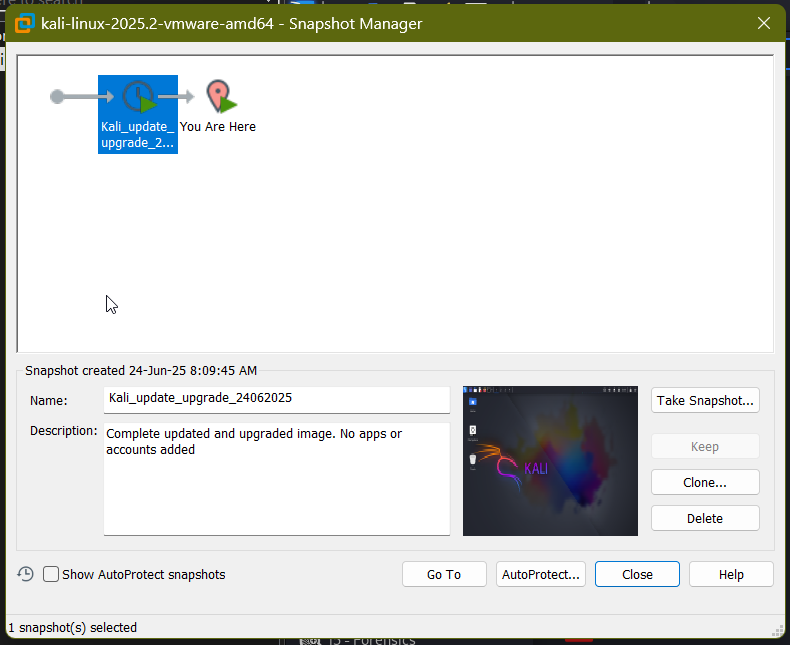 kali-linux-2025.2-vmware-amd64 - Snapshot Manager
Kali_update_
upgrade_2...
You Are Here
Snapshot created 24-Jun-25 8:09:45 AM
Name:
Kali_update_upgrade_24062025
Description:
Complete updated and upgraded image. No apps or
accounts added
KALI
Take Snapshot...
Keep
Clone...
Delete
Show AutoProtect snapshots
Go To
AutoProtect...
Close
Help
1 snapshot(s) selected
15 - Forensics